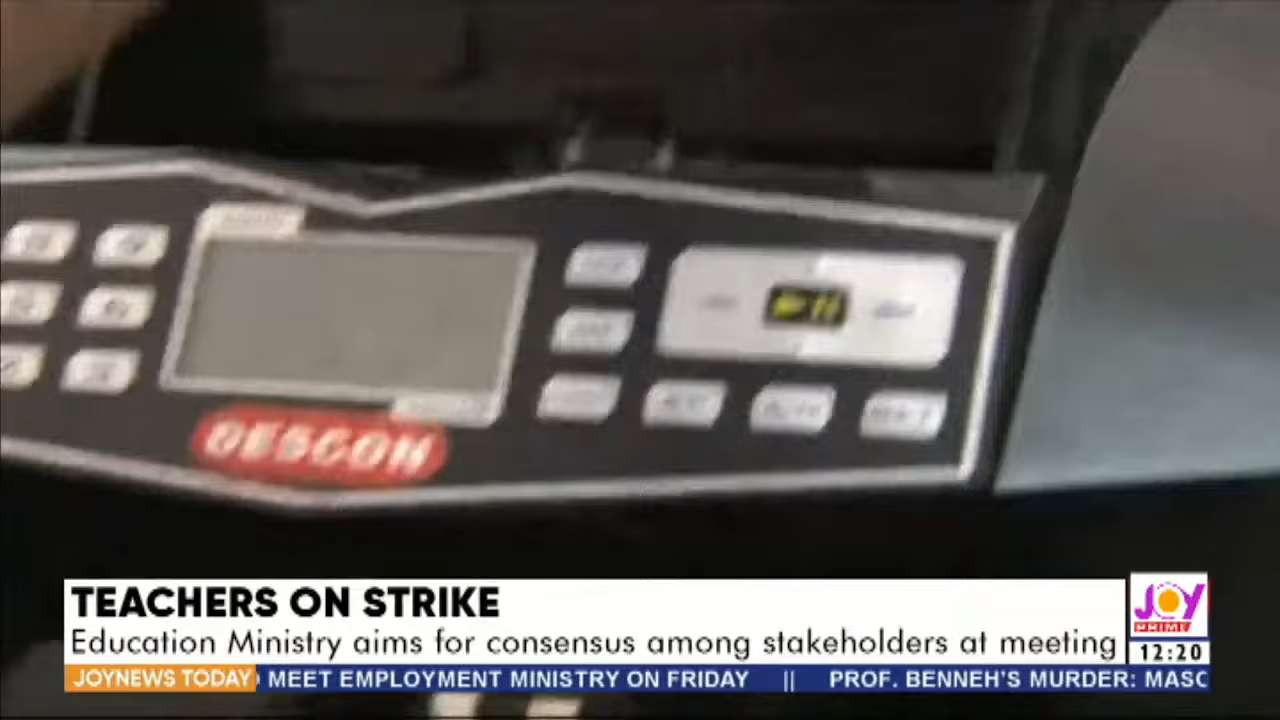 DESCON
TEACHERS ON STRIKE
Education Ministry aims for consensus among stakeholders at meeting
JOY
PRIME
12:20
JOYNEWS TODAY
MEET EMPLOYMENT MINISTRY ON FRIDAY || PROF. BENNEH'S MURDER: MASC